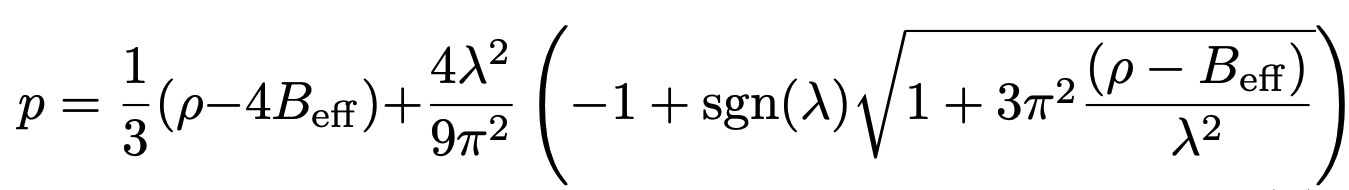 p = \frac{1}{3}(\rho - 4B_{\text{eff}}) + \frac{4\lambda^2}{9\pi^2} \left( -1 + \text{sgn}(\lambda) \sqrt{1 + 3\pi^2 \frac{(\rho - B_{\text{eff}})}{\lambda^2}} \right)